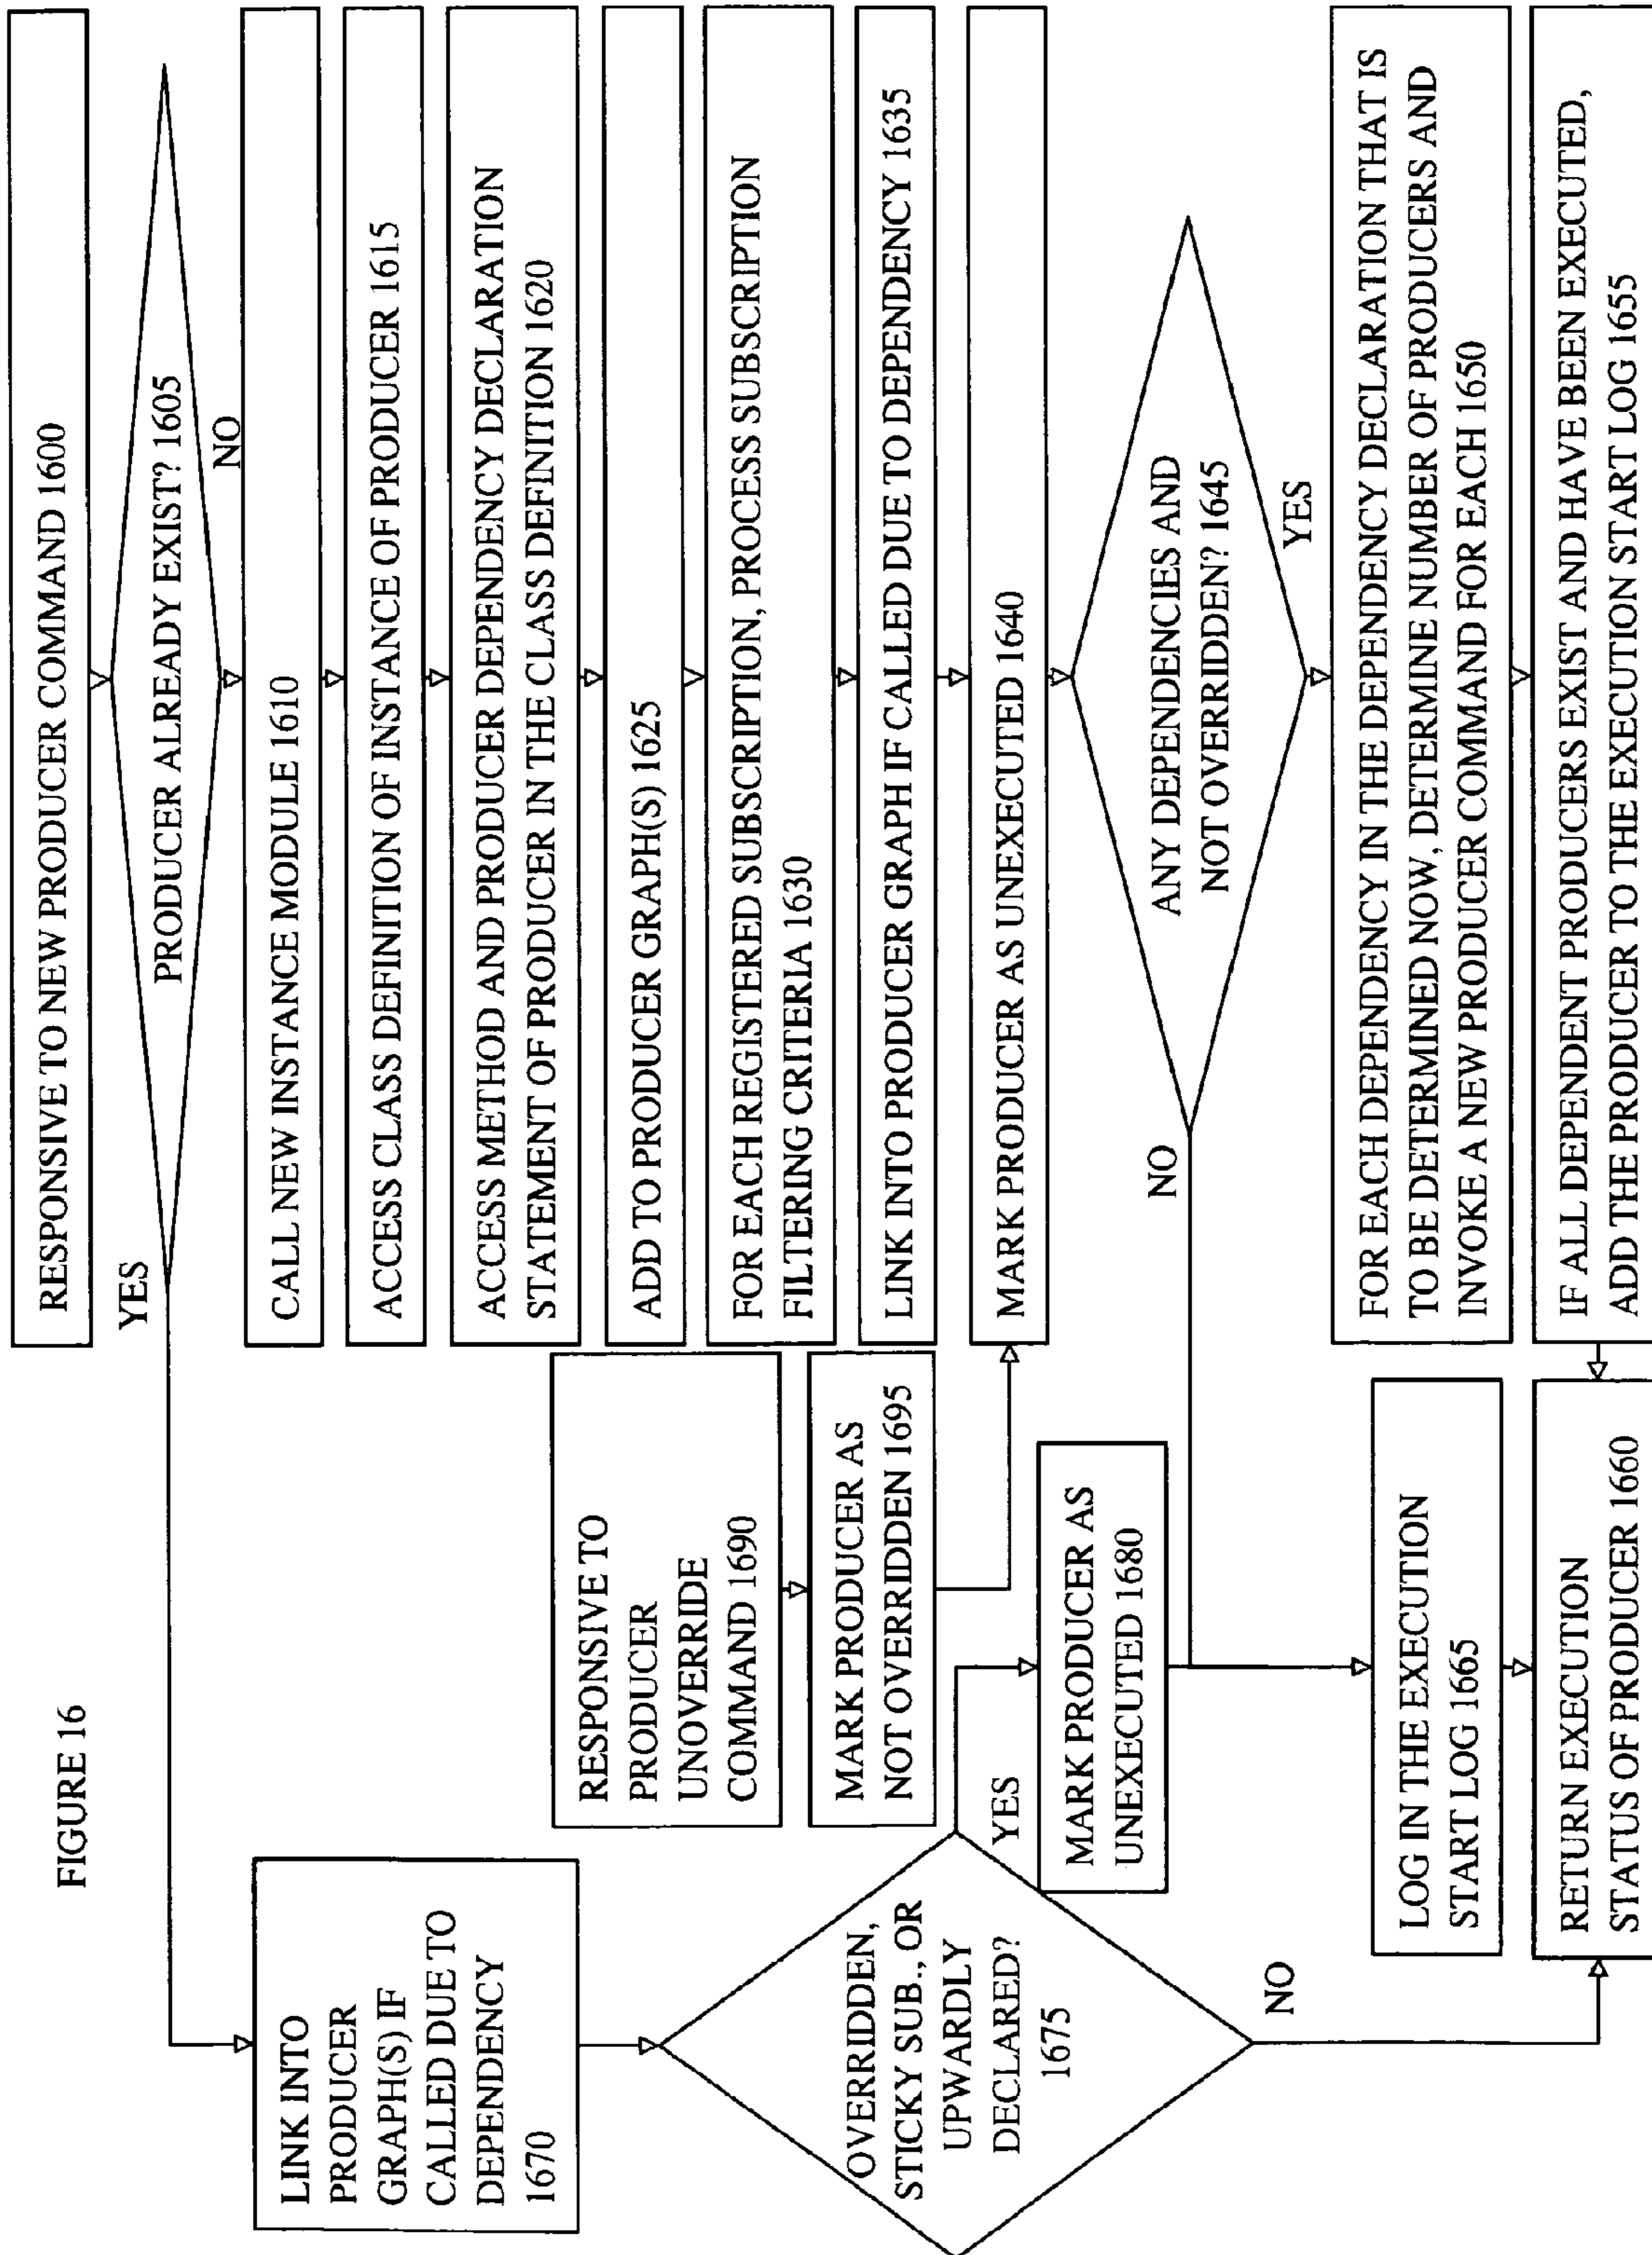 FIGURE 16
RESPONSIVE TO NEW PRODUCER COMMAND 1600
PRODUCER ALREADY EXIST? 1605
YES
NO
CALL NEW INSTANCE MODULE 1610
ACCESS CLASS DEFINITION OF INSTANCE OF PRODUCER 1615
ACCESS METHOD AND PRODUCER DEPENDENCY DECLARATION
STATEMENT OF PRODUCER IN THE CLASS DEFINITION 1620
ADD TO PRODUCER GRAPH(S) 1625
FOR EACH REGISTERED SUBSCRIPTION, PROCESS SUBSCRIPTION
FILTERING CRITERIA 1630
LINK INTO PRODUCER GRAPH IF CALLED DUE TO DEPENDENCY 1635
MARK PRODUCER AS UNEXECUTED 1640
ANY DEPENDENCIES AND
NOT OVERRIDDEN? 1645
NO
YES
FOR EACH DEPENDENCY IN THE DEPENDENCY DECLARATION THAT IS
TO BE DETERMINED NOW, DETERMINE NUMBER OF PRODUCERS AND
INVOKE A NEW PRODUCER COMMAND FOR EACH 1650
IF ALL DEPENDENT PRODUCERS EXIST AND HAVE BEEN EXECUTED,
ADD THE PRODUCER TO THE EXECUTION START LOG 1655
RESPONSIVE TO
PRODUCER
UNOVERRIDE
COMMAND 1690
MARK PRODUCER AS
NOT OVERRIDDEN 1695
LINK INTO
PRODUCER
GRAPH(S) IF
CALLED DUE TO
DEPENDENCY
1670
OVERRIDDEN,
STICKY SUB., OR
UPWARDLY
DECLARED?
1675
YES
NO
MARK PRODUCER AS
UNEXECUTED 1680
LOG IN THE EXECUTION
START LOG 1665
RETURN EXECUTION
STATUS OF PRODUCER 1660